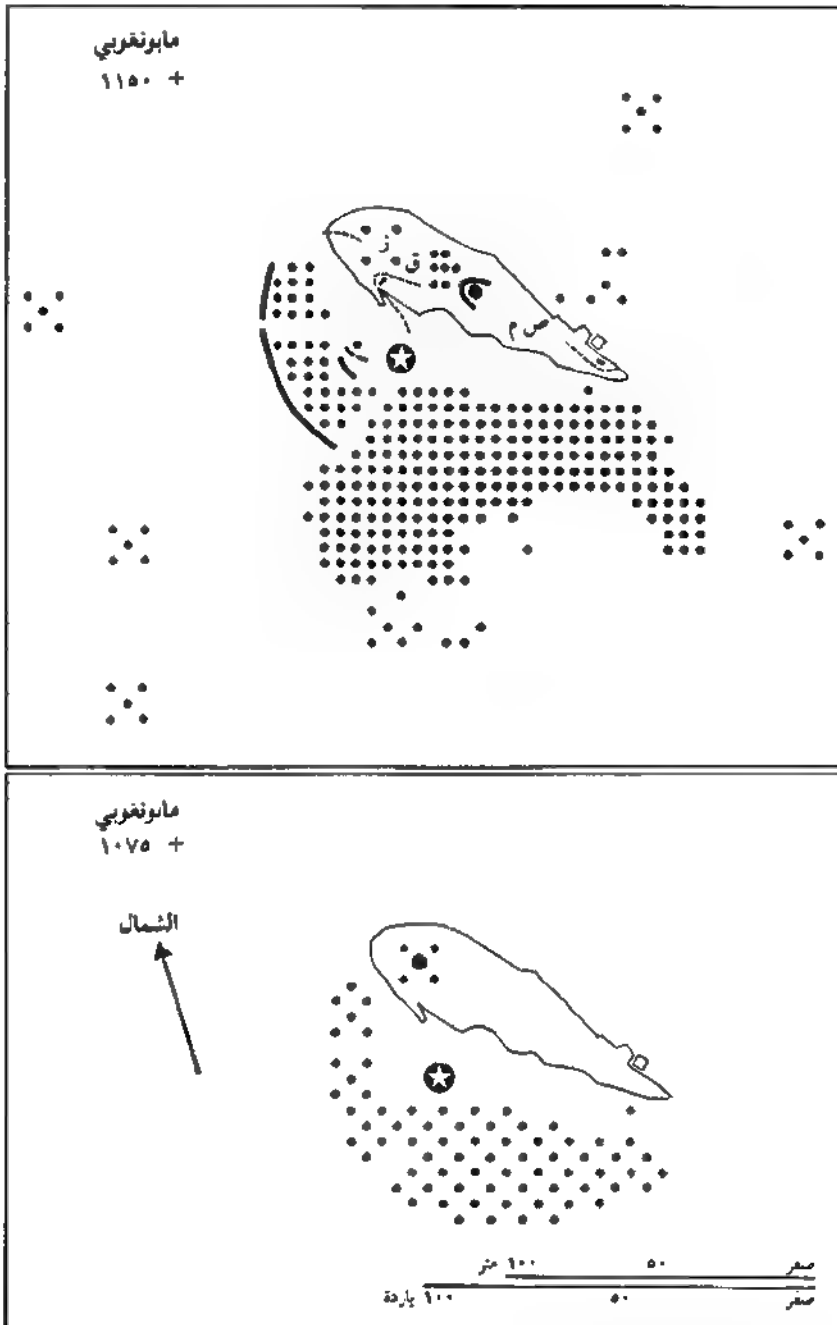 مابونغوبي
+ ١١٥٠
ز
ق
ص م
مابونغوبي
+ ١٠٧٥
الشمال
صفر ٥٠ ١٠٠ متر
صفر ٥٠ ١٠٠ ياردة